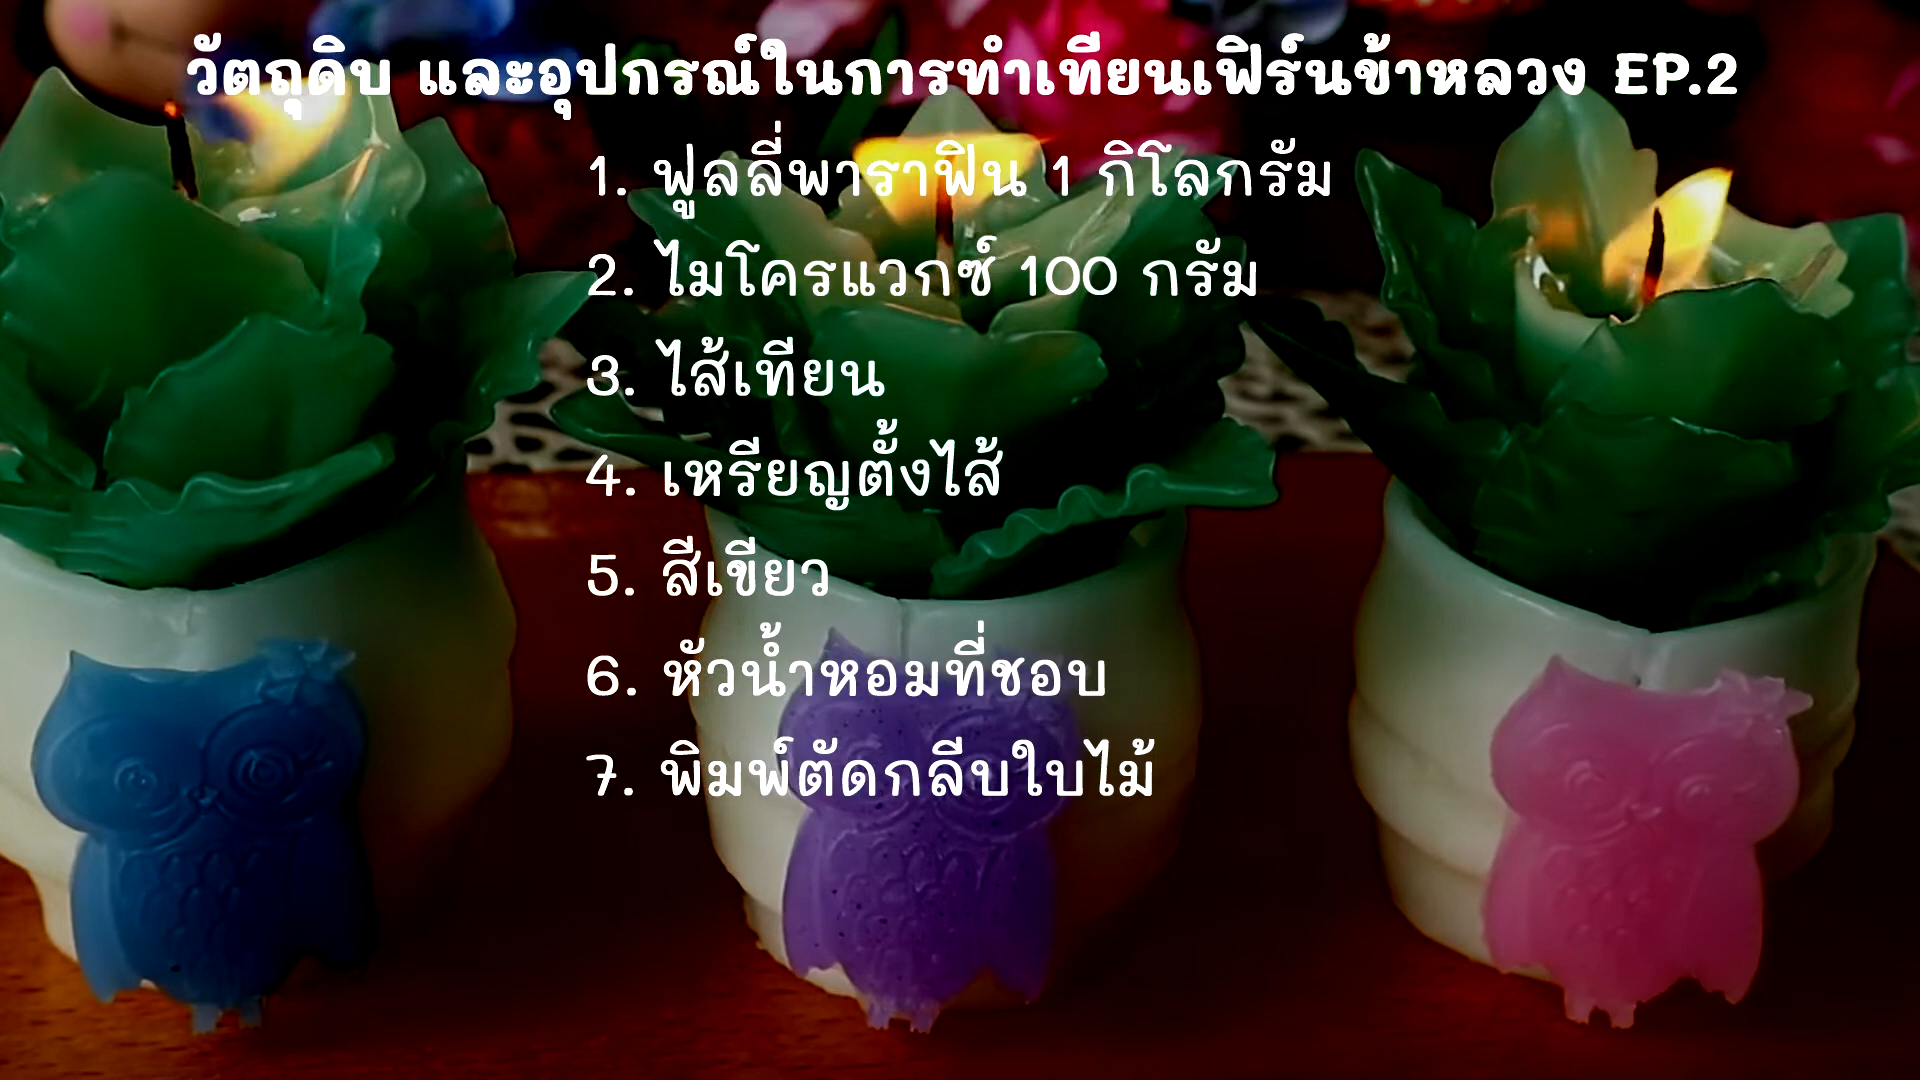 วัตถุดิบ และอุปกรณ์ในการทำเทียนเฟิร์นข้าหลวง EP.2
1. ฟูลลี่พาราฟิน 1 กิโลกรัม
2. ไมโครแวกซ์ 100 กรัม
3. ไส้เทียน
4. เหรียญตั้งไส้
5. สีเขียว
6. หัวน้ำหอมที่ชอบ
7. พิมพ์ตัดกลีบใบไม้